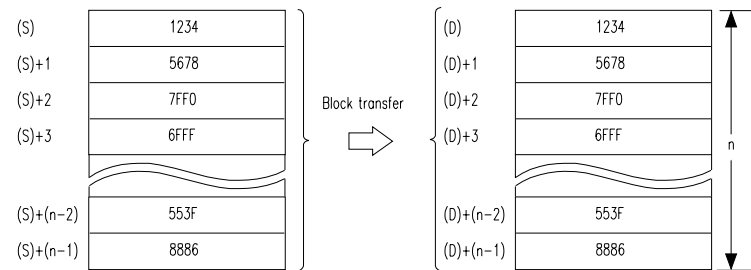 (S) 1234 (D) 1234
(S)+1 5678 (D)+1 5678
(S)+2 7FF0 (D)+2 7FF0
Block transfer
(S)+3 6FFF (D)+3 6FFF
n
(S)+(n-2) 553F (D)+(n-2) 553F
(S)+(n-1) 8886 (D)+(n-1) 8886